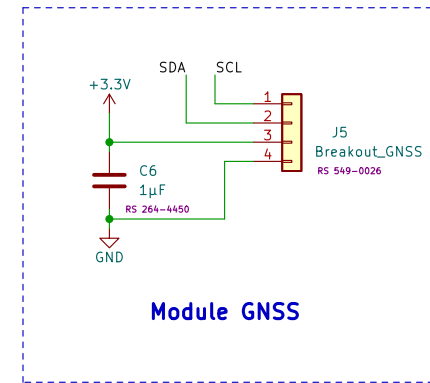 SDA SCL
+3.3V
1
2
3
4
J5
Breakout_GNSS
RS 549-0026
C6
1µF
RS 264-4450
GND
Module GNSS